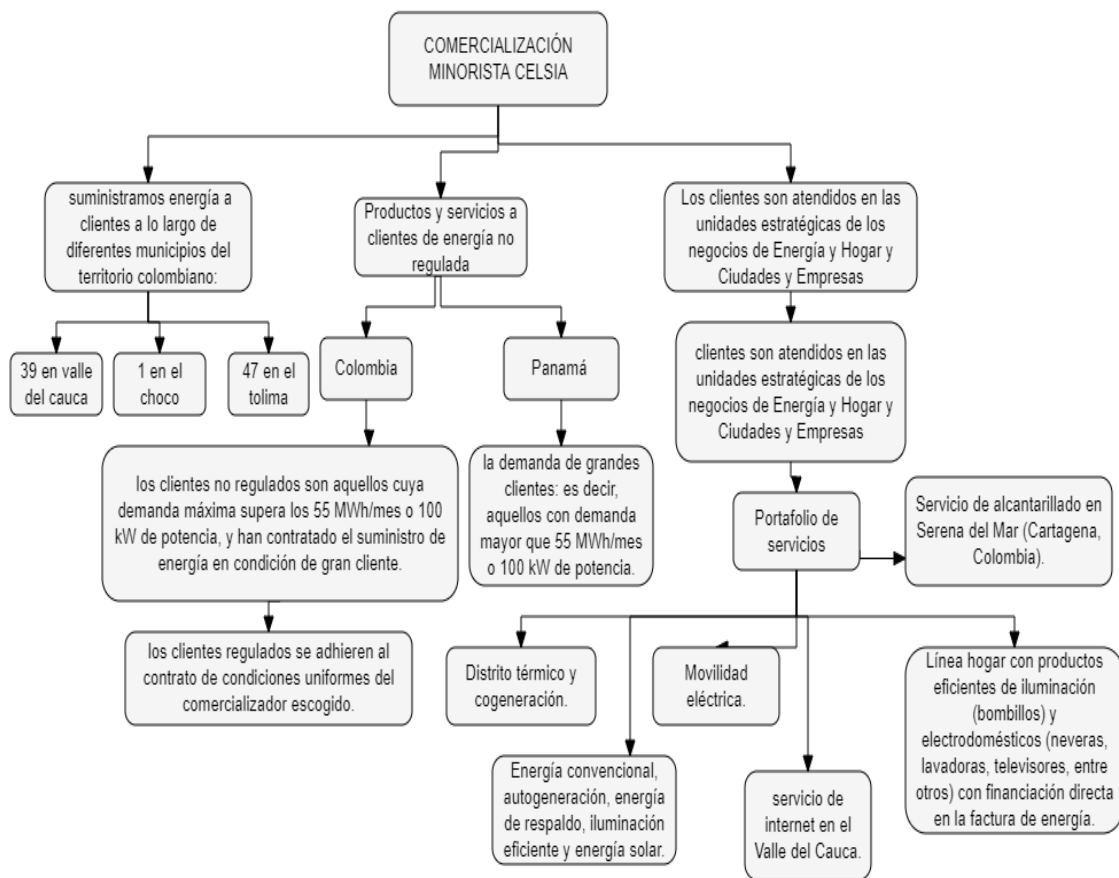 COMERCIALIZACIÓN
MINORISTA CELSIA
suministramos energía a
clientes a lo largo de
diferentes municipios del
territorio colombiano:
Productos y servicios a
clientes de energía no
regulada
Los clientes son atendidos en las
unidades estratégicas de los
negocios de Energía y Hogar y
Ciudades y Empresas
39 en valle
del cauca
1 en el
choco
47 en el
tolima
Colombia
Panamá
clientes son atendidos en las
unidades estratégicas de los
negocios de Energía y Hogar y
Ciudades y Empresas
los clientes no regulados son aquellos cuya
demanda máxima supera los 55 MWh/mes o 100
kW de potencia, y han contratado el suministro de
energía en condición de gran cliente.
la demanda de grandes
clientes: es decir,
aquellos con demanda
mayor que 55 MWh/mes
o 100 kW de potencia.
Portafolio de
servicios
Servicio de alcantarillado en
Serena del Mar (Cartagena,
Colombia).
los clientes regulados se adhieren al
contrato de condiciones uniformes del
comercializador escogido.
Distrito térmico y
cogeneración.
Movilidad
eléctrica.
Línea hogar con productos
eficientes de iluminación
(bombillos) y
electrodomésticos (neveras,
lavadoras, televisores, entre
otros) con financiación directa
en la factura de energía.
Energía convencional,
autogeneración, energía
de respaldo, iluminación
eficiente y energía solar.
servicio de
internet en el
Valle del Cauca.